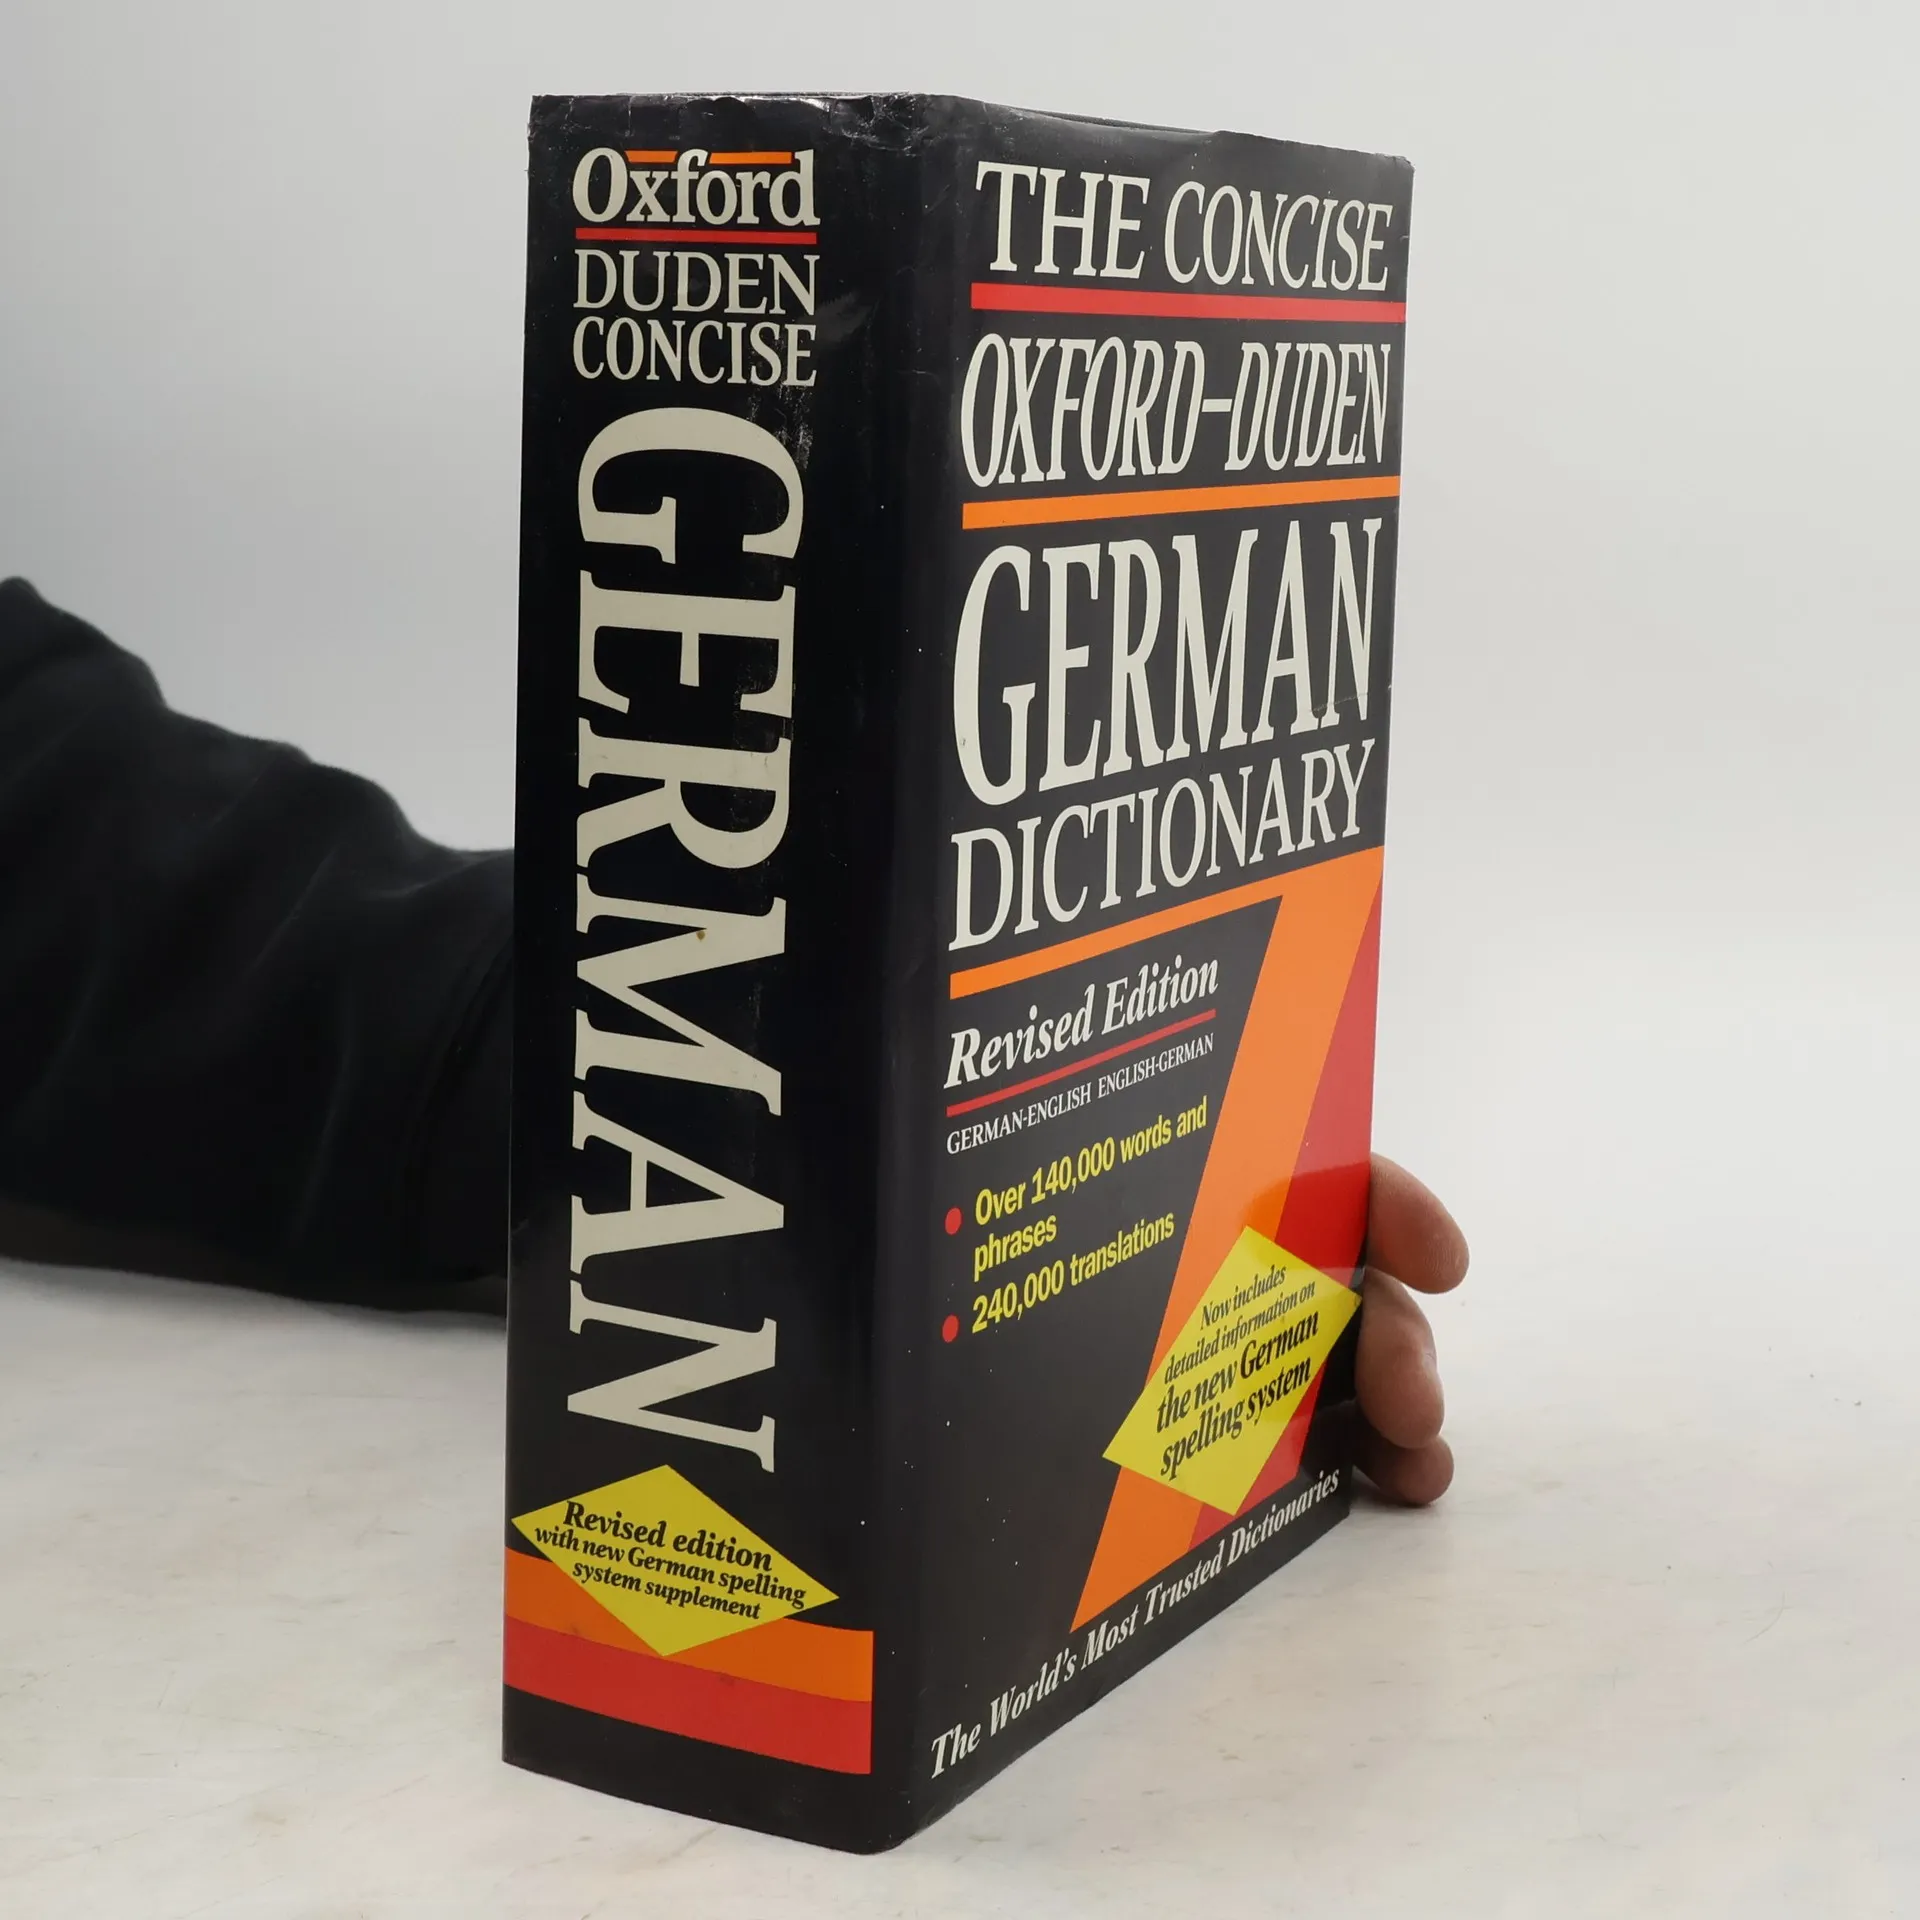 Oxford
DUDEN
CONCISE
GERMAN
Revised edition
with new German spelling
system supplement
THE CONCISE
OXFORD-DUDEN
GERMAN
DICTIONARY
Revised Edition
GERMAN-ENGLISH ENGLISH-GERMAN
• Over 140,000 words and
phrases
• 240,000 translations
Now includes
detailed information on
the new German
spelling system
The World's Most Trusted Dictionaries